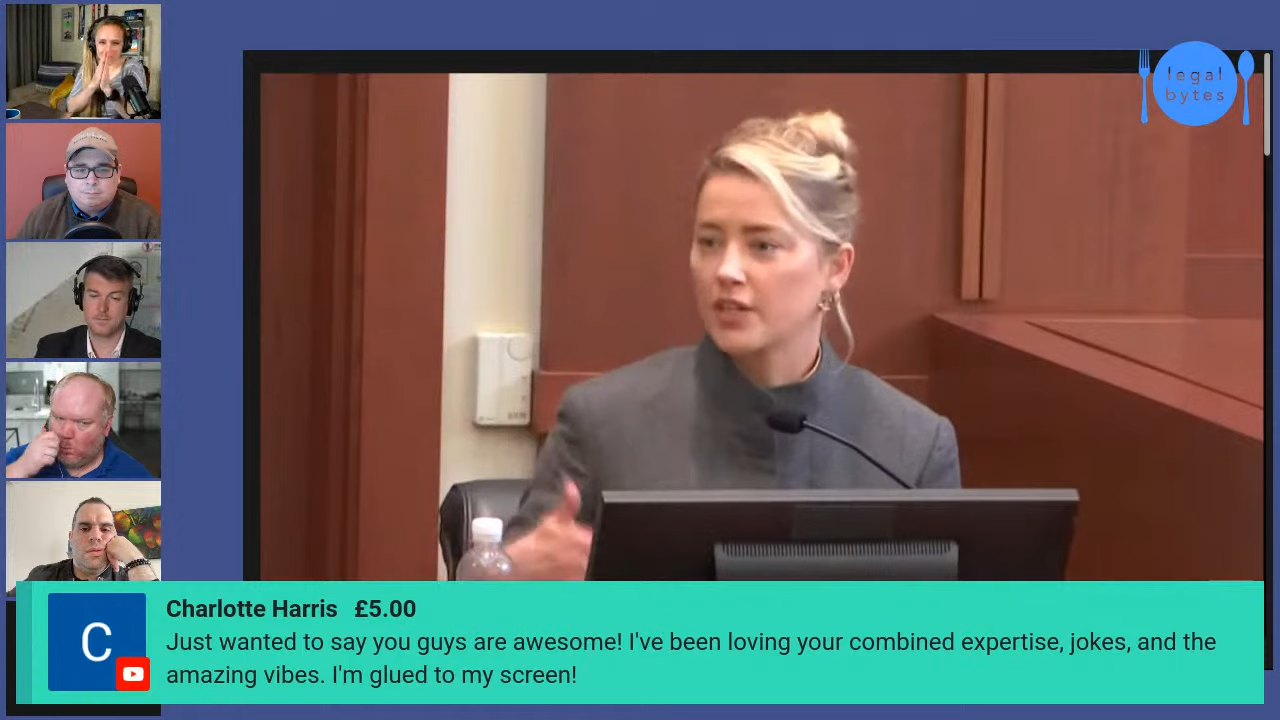 legal
bytes
Charlotte Harris £5.00
Just wanted to say you guys are awesome! I've been loving your combined expertise, jokes, and the
amazing vibes. I'm glued to my screen!
C